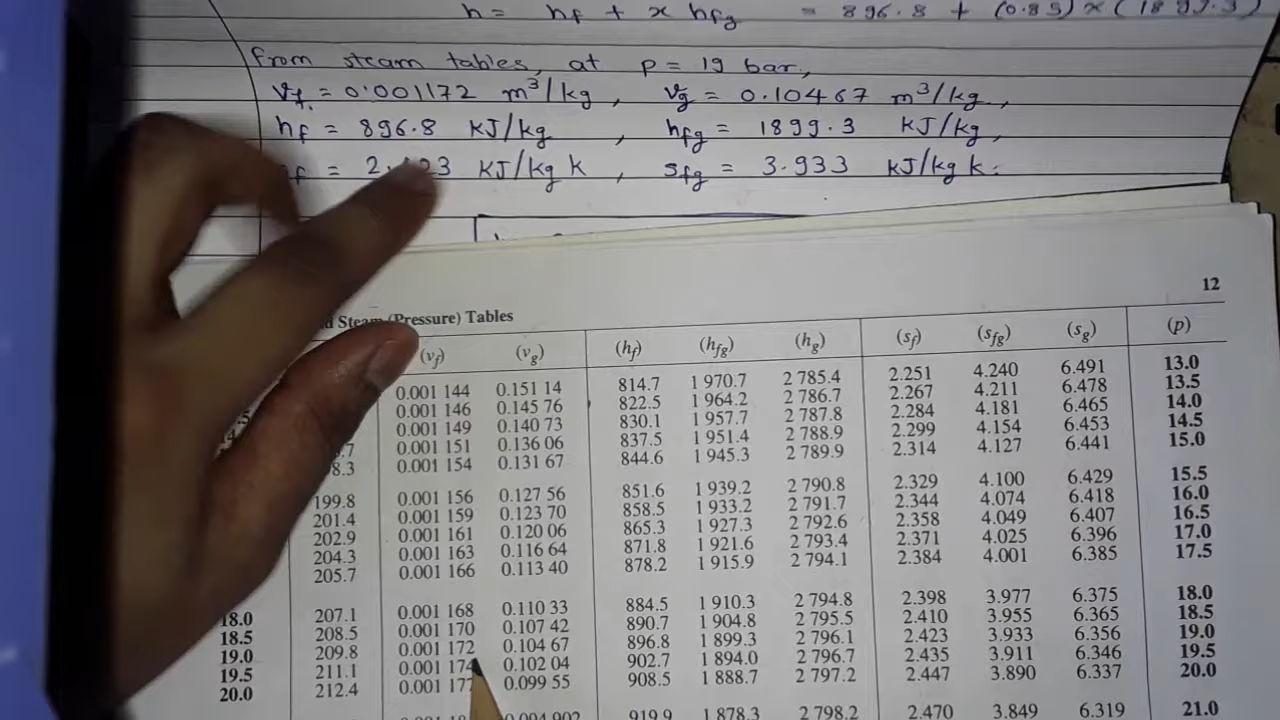 h = hf + x hfg = 896.8 + (0.85) × (1899.3)
from steam tables, at p = 19 bar,
vf = 0.001172 m³/kg, vg = 0.10467 m³/kg,
hf = 896.8 kJ/kg, hfg = 1899.3 kJ/kg,
= 2. 23 kJ/kg k, sfg = 3.933 kJ/kg k.
12
Steam (Pressure) Tables
(vf) (vg) (hf) (hfg) (hg) (sf) (sfg) (sg) (p)
0.001 144 0.151 14 814.7 1 970.7 2 785.4 2.251 4.240 6.491 13.0
0.001 146 0.145 76 822.5 1 964.2 2 786.7 2.267 4.211 6.478 13.5
0.001 149 0.140 73 830.1 1 957.7 2 787.8 2.284 4.181 6.465 14.0
0.001 151 0.136 06 837.5 1 951.4 2 788.9 2.299 4.154 6.453 14.5
8.3 0.001 154 0.131 67 844.6 1 945.3 2 789.9 2.314 4.127 6.441 15.0
199.8 0.001 156 0.127 56 851.6 1 939.2 2 790.8 2.329 4.100 6.429 15.5
201.4 0.001 159 0.123 70 858.5 1 933.2 2 791.7 2.344 4.074 6.418 16.0
202.9 0.001 161 0.120 06 865.3 1 927.3 2 792.6 2.358 4.049 6.407 16.5
204.3 0.001 163 0.116 64 871.8 1 921.6 2 793.4 2.371 4.025 6.396 17.0
205.7 0.001 166 0.113 40 878.2 1 915.9 2 794.1 2.384 4.001 6.385 17.5
18.0 207.1 0.001 168 0.110 33 884.5 1 910.3 2 794.8 2.398 3.977 6.375 18.0
18.5 208.5 0.001 170 0.107 42 890.7 1 904.8 2 795.5 2.410 3.955 6.365 18.5
19.0 209.8 0.001 172 0.104 67 896.8 1 899.3 2 796.1 2.423 3.933 6.356 19.0
19.5 211.1 0.001 174 0.102 04 902.7 1 894.0 2 796.7 2.435 3.911 6.346 19.5
20.0 212.4 0.001 17 0.099 55 908.5 1 888.7 2 797.2 2.447 3.890 6.337 20.0
919.9 1 878.3 2 798.2 2.470 3.849 6.319 21.0